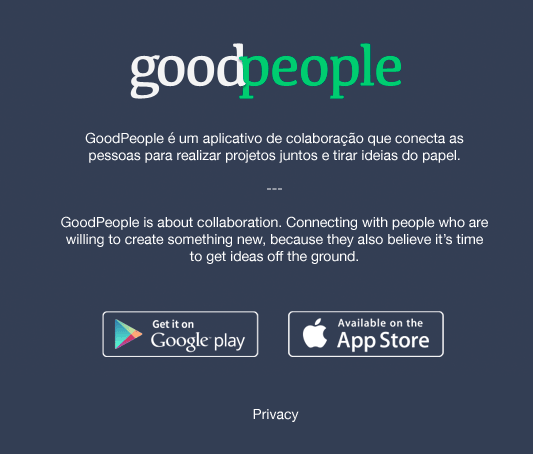 goodpeople
GoodPeople é um aplicativo de colaboração que conecta as
pessoas para realizar projetos juntos e tirar ideias do papel.
---
GoodPeople is about collaboration. Connecting with people who are
willing to create something new, because they also believe it's time
to get ideas off the ground.
Get it on
Google play
Available on the
App Store
Privacy